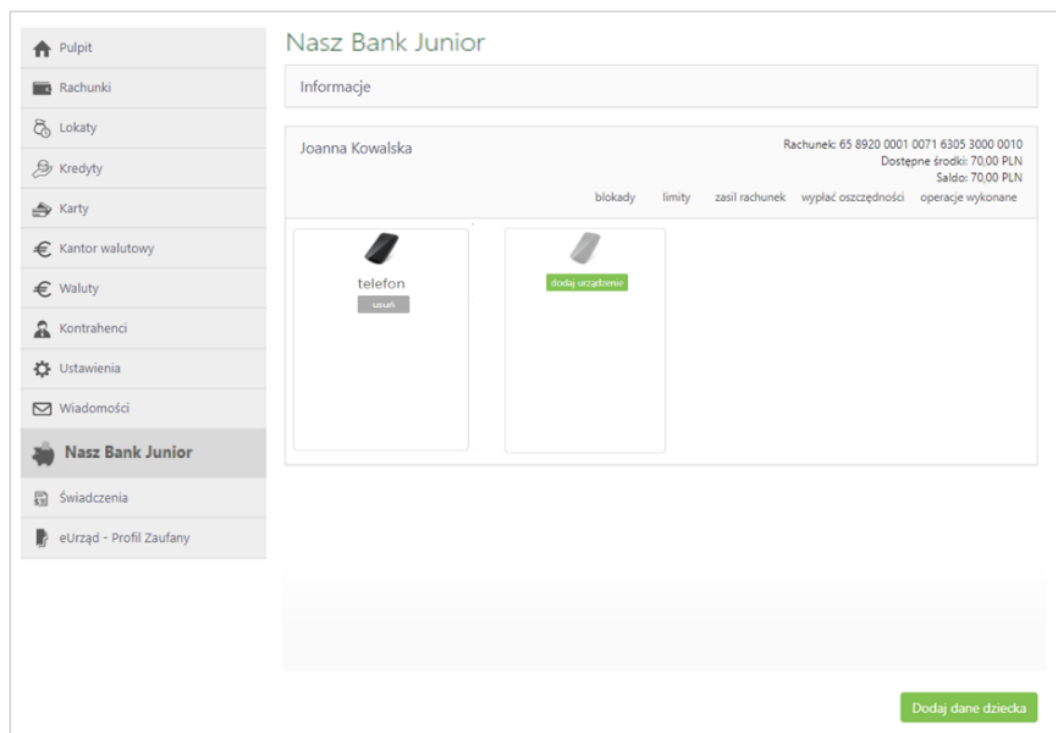 Nasz Bank Junior
Pulpit
Rachunki
Lokaty
Kredyty
Karty
Kantor walutowy
Waluty
Kontrahenci
Ustawienia
Wiadomości
Nasz Bank Junior
Świadczenia
eUrząd - Profil Zaufany
Informacje
Joanna Kowalska
Rachunek: 65 8920 0001 0071 6305 3000 0010
Dostępne środki: 70,00 PLN
Saldo: 70,00 PLN
blokady limity zasil rachunek wypłać oszczędności operacje wykonane
telefon
usuń
dodaj urządzenie
Dodaj dane dziecka